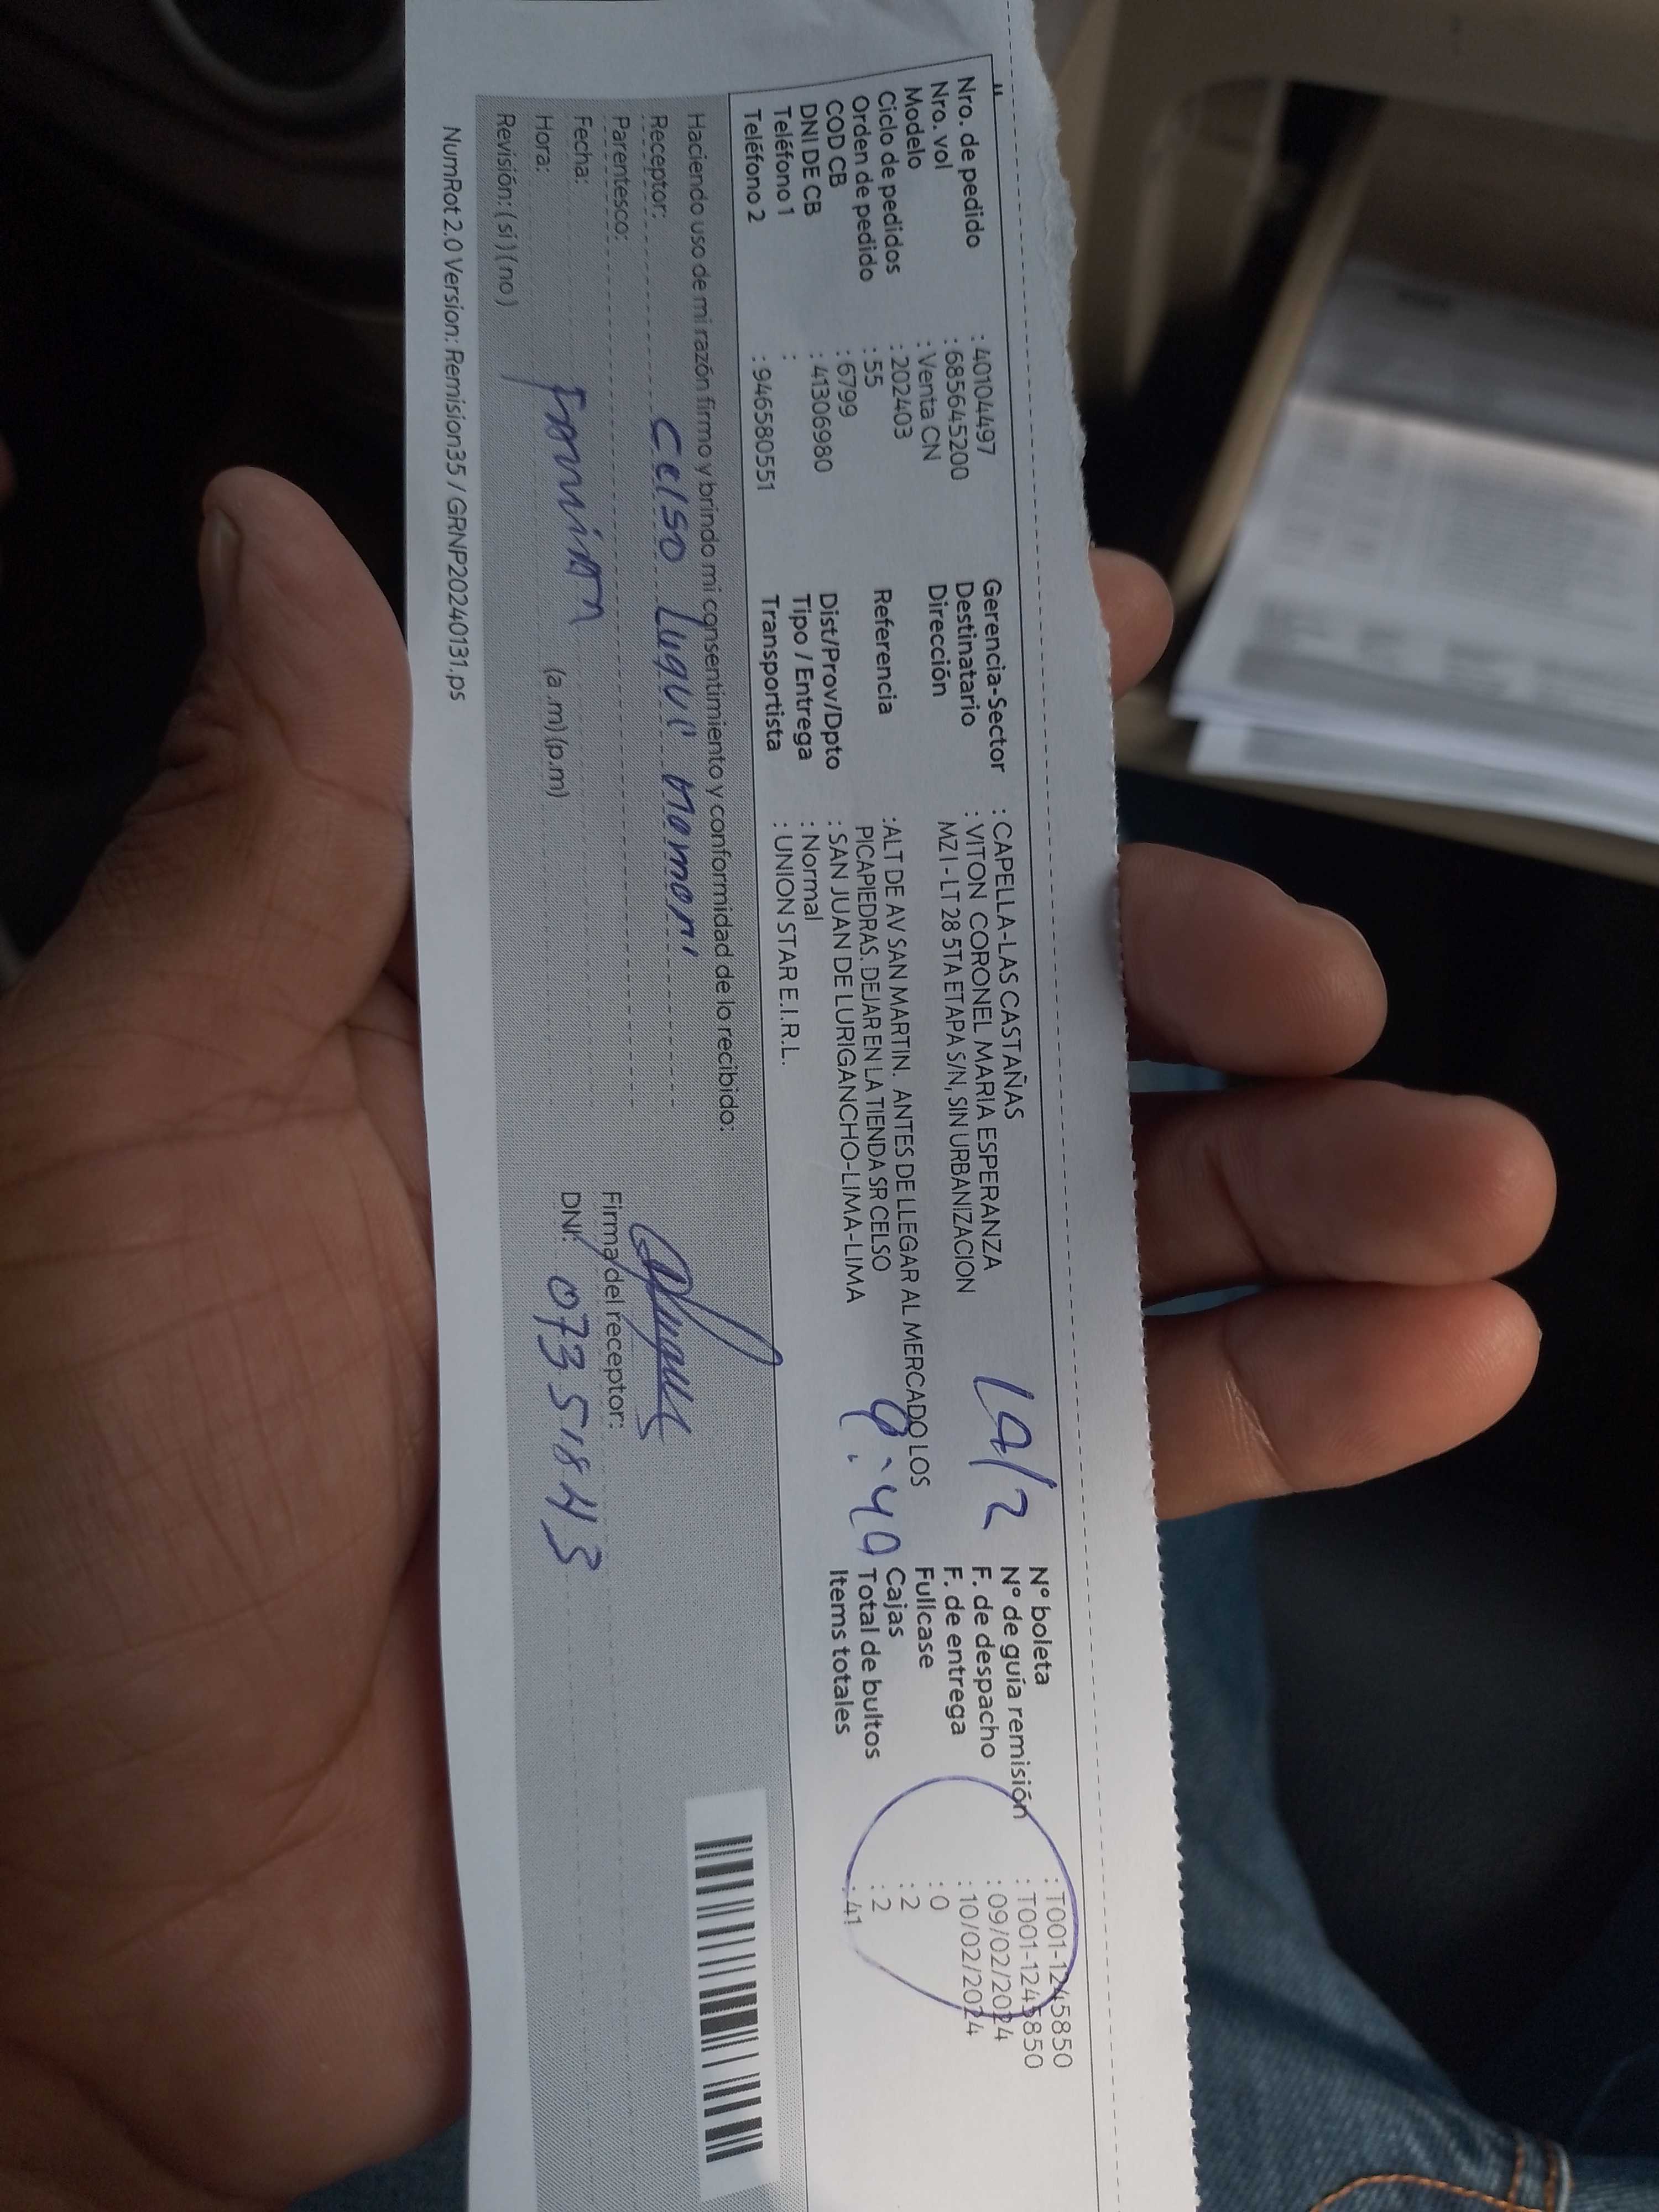 Nro. de pedido : 40104497
Nro. vol : 685645200
Modelo : Venta CN
Ciclo de pedidos : 202403
Orden de pedido : 55
COD CB : 6799
DNI DE CB : 41306980
Teléfono 1 :
Teléfono 2 : 946580551
Gerencia-Sector : CAPELLA-LAS CASTAÑAS
Destinatario : VITON CORONEL MARIA ESPERANZA
Dirección MZ I - LT 28 5TA ETAPA S/N, SIN URBANIZACION
Referencia :ALT DE AV SAN MARTIN. ANTES DE LLEGAR AL MERCADO LOS
PICAPIEDRAS. DEJAR EN LA TIENDA SR CELSO
Dist/Prov/Dpto : SAN JUAN DE LURIGANCHO-LIMA-LIMA
Tipo / Entrega : Normal
Transportista : UNION STAR E.I.R.L.
Nº boleta : T001-1245850
Nº de guía remisión : T001-1245850
F. de despacho : 09/02/2024
F. de entrega : 10/02/2024
Fullcase : 0
Cajas : 2
Total de bultos : 2
Items totales : 41
Haciendo uso de mi razón firmo y brindo mi consentimiento y conformidad de lo recibido:
Receptor: Celso Luqui mamani
Parentesco:
Fecha:
Hora: (a.m) (p.m)
Revisión: ( si ) ( no )
Firma del receptor:
DNI: 07351843
NumRot 2.0 Version: Remision35 / GRNP20240131.ps